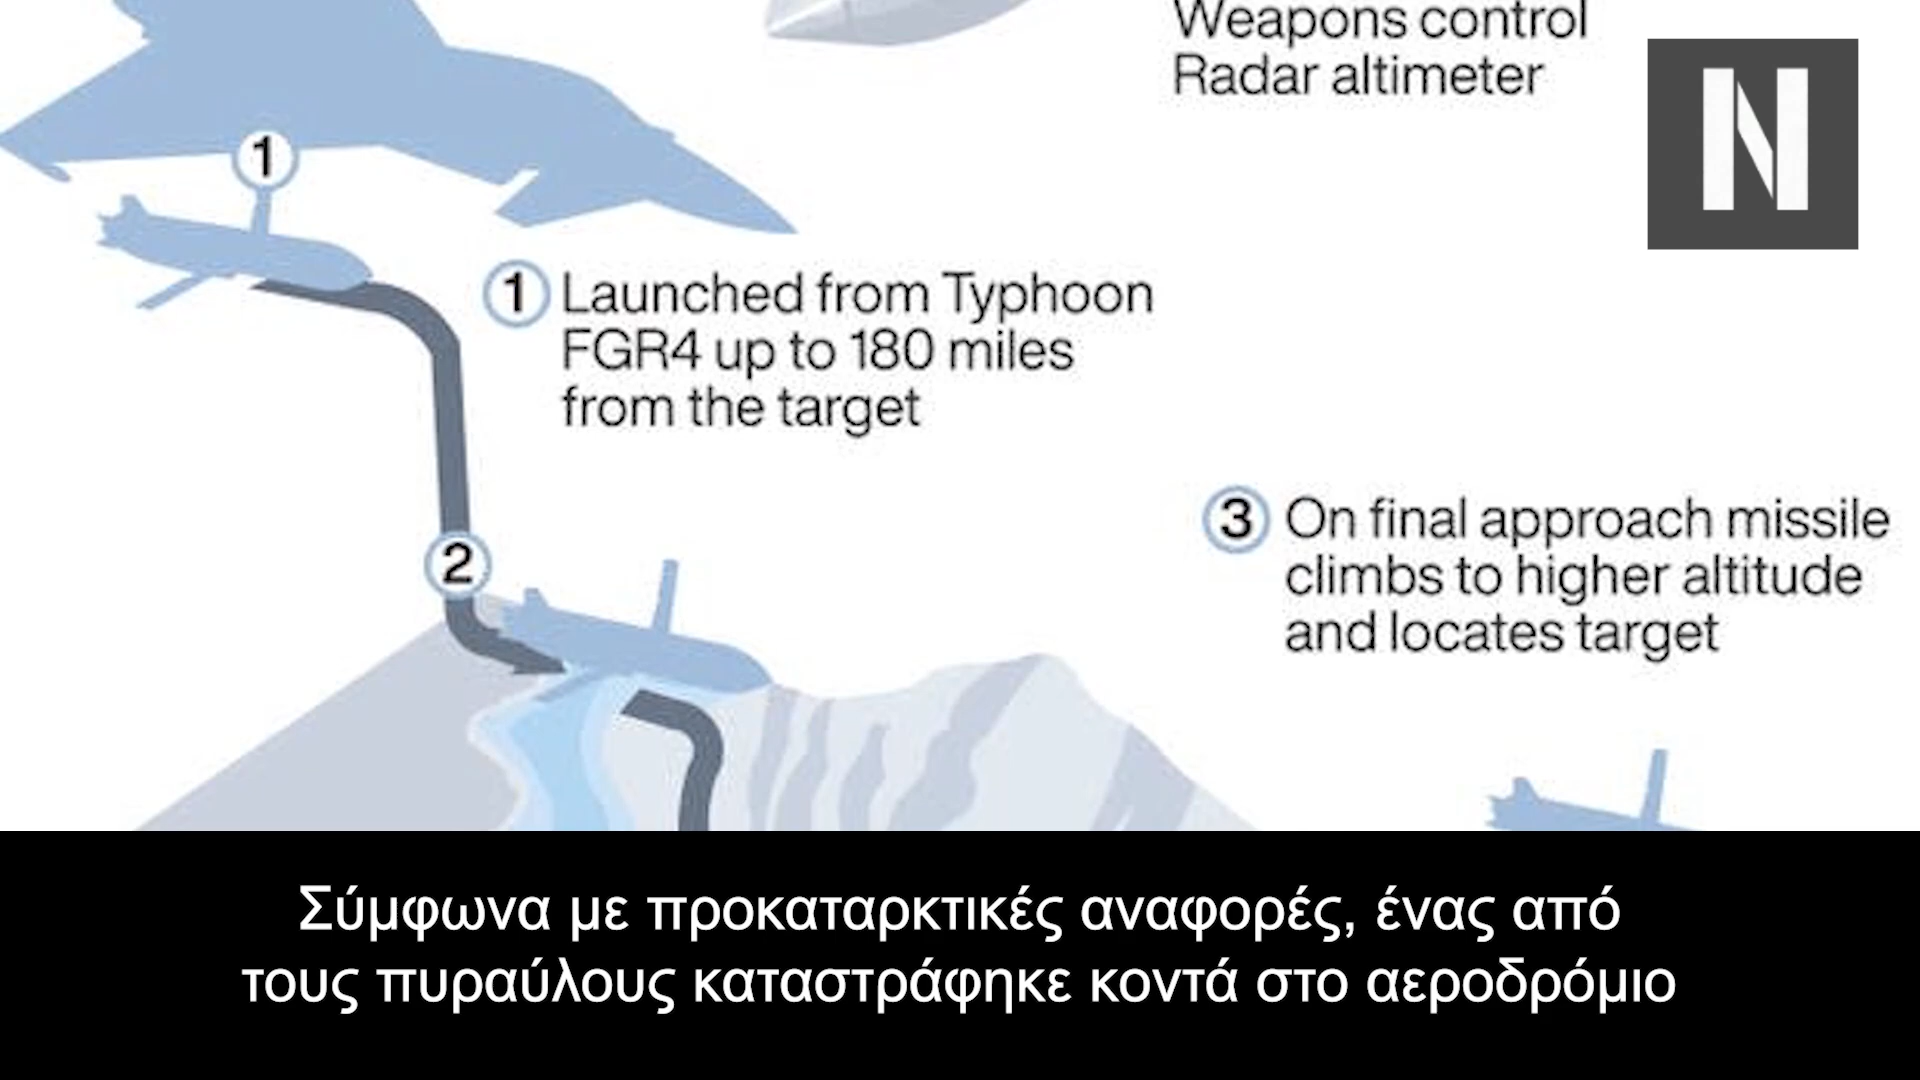 Weapons control
Radar altimeter
N
1
1 Launched from Typhoon
FGR4 up to 180 miles
from the target
2
3 On final approach missile
climbs to higher altitude
and locates target
Σύμφωνα με προκαταρκτικές αναφορές, ένας από
τους πυραύλους καταστράφηκε κοντά στο αεροδρόμιο